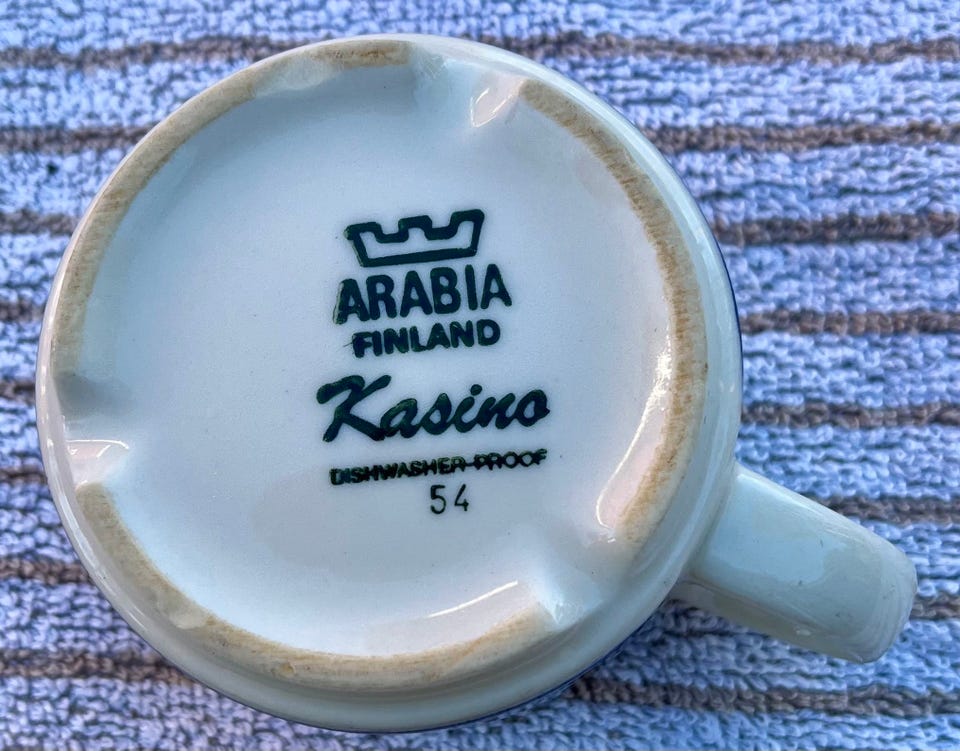 ARABIA
FINLAND
Kasino
DISHWASHER-PROOF
54